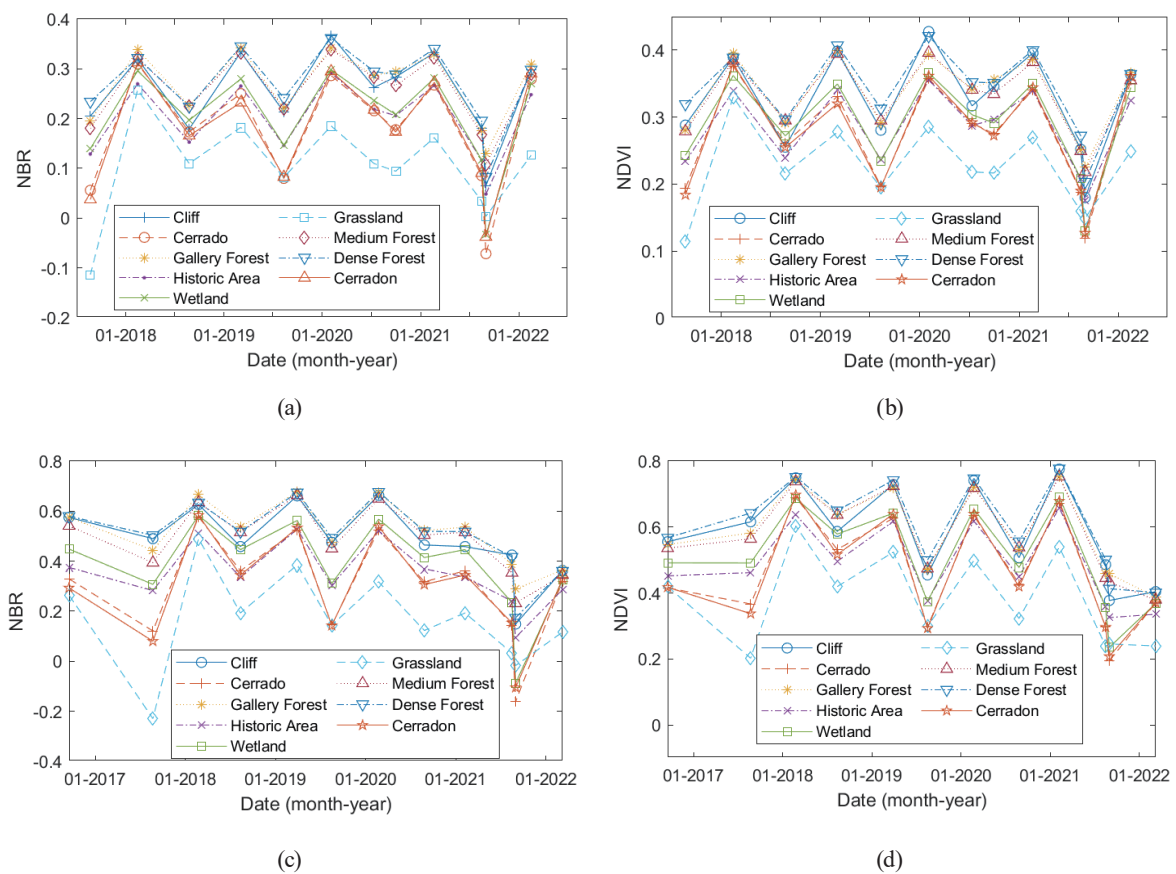 NBR
0.4
0.3
0.2
0.1
0
-0.1
-0.2
Cliff
Cerrado
Gallery Forest
Historic Area
Wetland
Grassland
Medium Forest
Dense Forest
Cerradon
01-2018 01-2019 01-2020 01-2021 01-2022
Date (month-year)
(a)
NDVI
0.4
0.3
0.2
0.1
0
Cliff
Cerrado
Gallery Forest
Historic Area
Wetland
Grassland
Medium Forest
Dense Forest
Cerradon
01-2018 01-2019 01-2020 01-2021 01-2022
Date (month-year)
(b)
NBR
0.8
0.6
0.4
0.2
0
-0.2
-0.4
Cliff
Cerrado
Gallery Forest
Historic Area
Wetland
Grassland
Medium Forest
Dense Forest
Cerradon
01-2017 01-2018 01-2019 01-2020 01-2021 01-2022
Date (month-year)
(c)
NDVI
0.8
0.6
0.4
0.2
0
Cliff
Cerrado
Gallery Forest
Historic Area
Wetland
Grassland
Medium Forest
Dense Forest
Cerradon
01-2017 01-2018 01-2019 01-2020 01-2021 01-2022
Date (month-year)
(d)